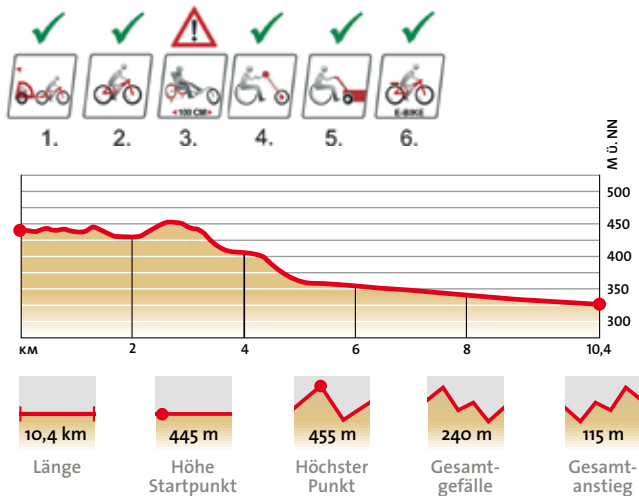 +100 CM+
E-BIKE
1. 2. 3. 4. 5. 6.
M Ü.NN
500
450
400
350
300
KM 2 4 6 8 10,4
10,4 km 445 m 455 m 240 m 115 m
Länge Höhe Höchster Gesamt- Gesamt-
Startpunkt Punkt gefälle anstieg